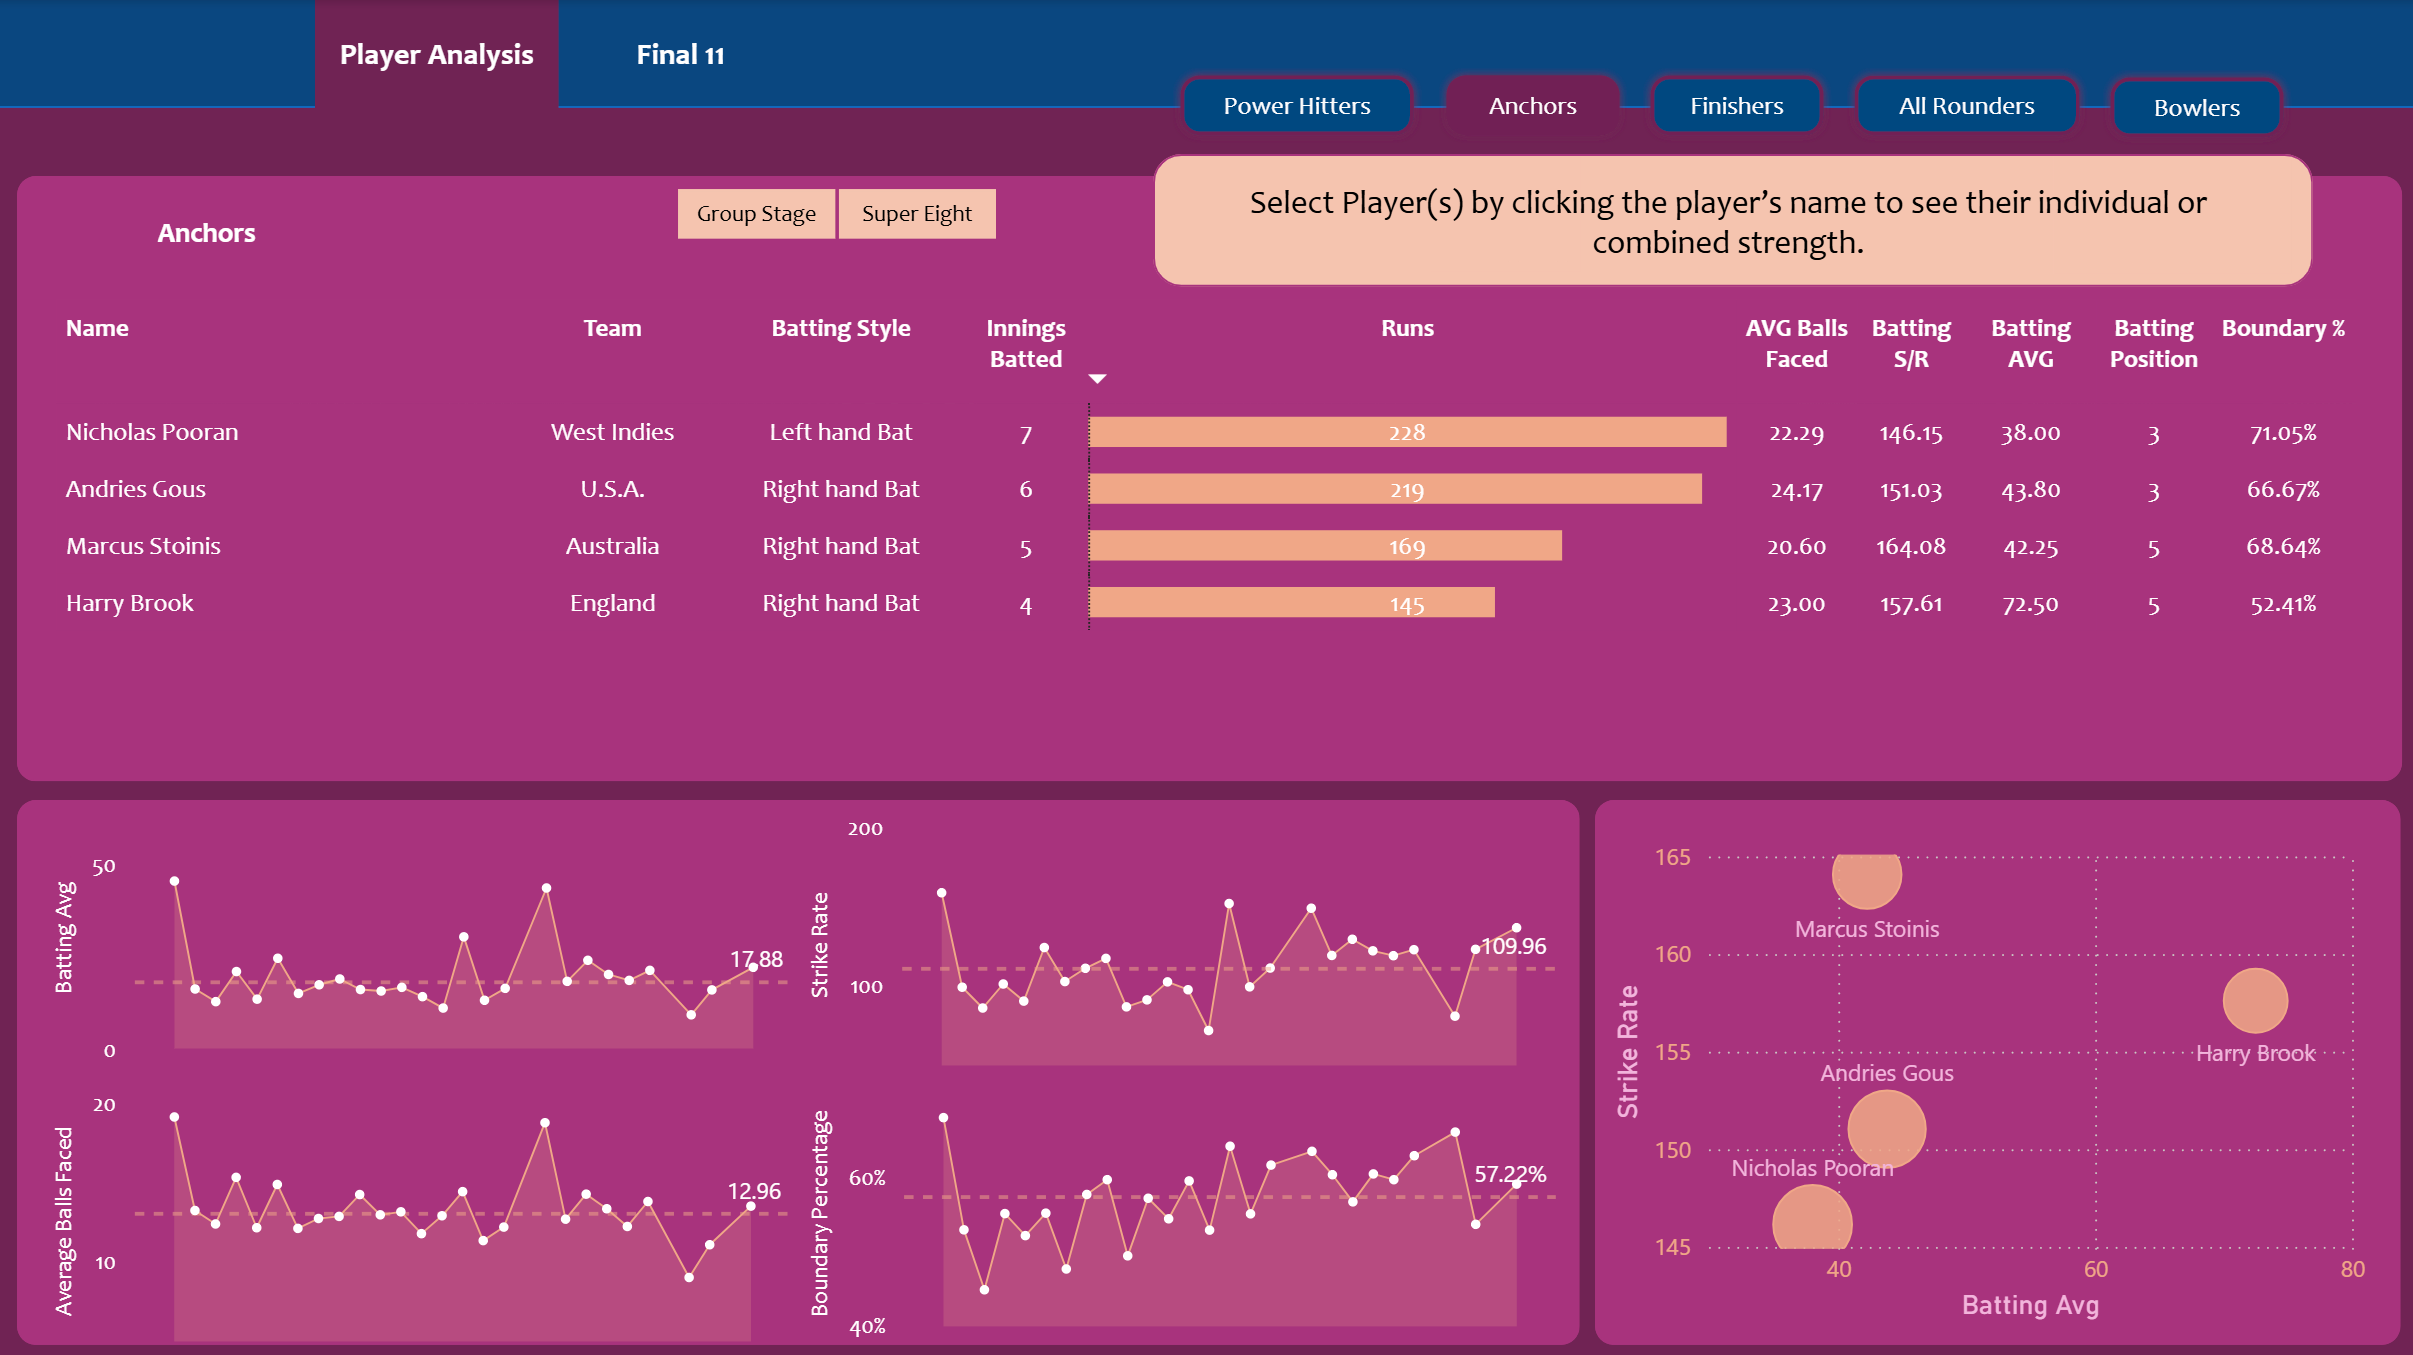 Player Analysis
Final 11
Power Hitters
Anchors
Finishers
All Rounders
Bowlers
Anchors
Group Stage
Super Eight
Select Player(s) by clicking the player's name to see their individual or
combined strength.
Name Team Batting Style Innings Batted Runs AVG Balls Faced Batting S/R Batting AVG Batting Position Boundary %
Nicholas Pooran West Indies Left hand Bat 7 228 22.29 146.15 38.00 3 71.05%
Andries Gous U.S.A. Right hand Bat 6 219 24.17 151.03 43.80 3 66.67%
Marcus Stoinis Australia Right hand Bat 5 169 20.60 164.08 42.25 5 68.64%
Harry Brook England Right hand Bat 4 145 23.00 157.61 72.50 5 52.41%
Batting Avg
50
0
17.88
Strike Rate
200
100
109.96
Average Balls Faced
20
10
12.96
Boundary Percentage
60%
40%
57.22%
Strike Rate
165
160
155
150
145
Marcus Stoinis
Harry Brook
Andries Gous
Nicholas Pooran
40 60 80
Batting Avg